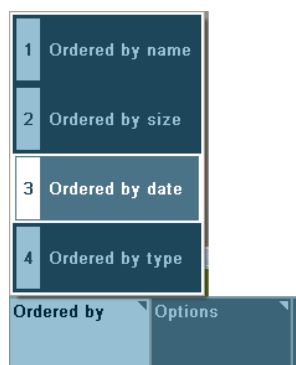 1 Ordered by name
2 Ordered by size
3 Ordered by date
4 Ordered by type
Ordered by Options